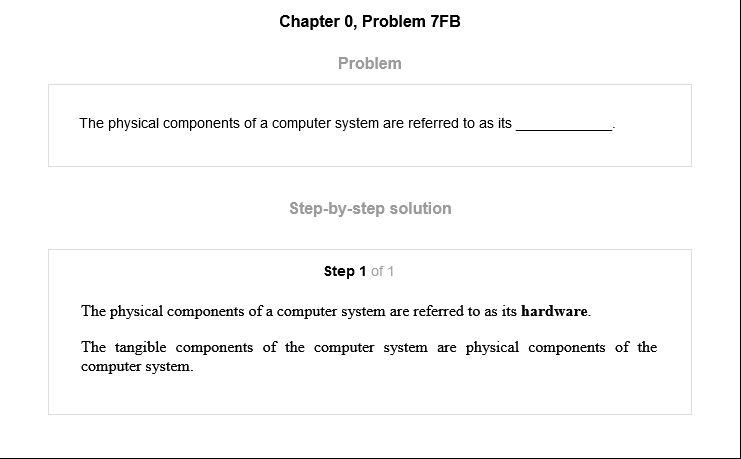 Chapter 0, Problem 7FB
Problem
The physical components of a computer system are referred to as its ____________.
Step-by-step solution
Step 1 of 1
The physical components of a computer system are referred to as its hardware.
The tangible components of the computer system are physical components of the
computer system.